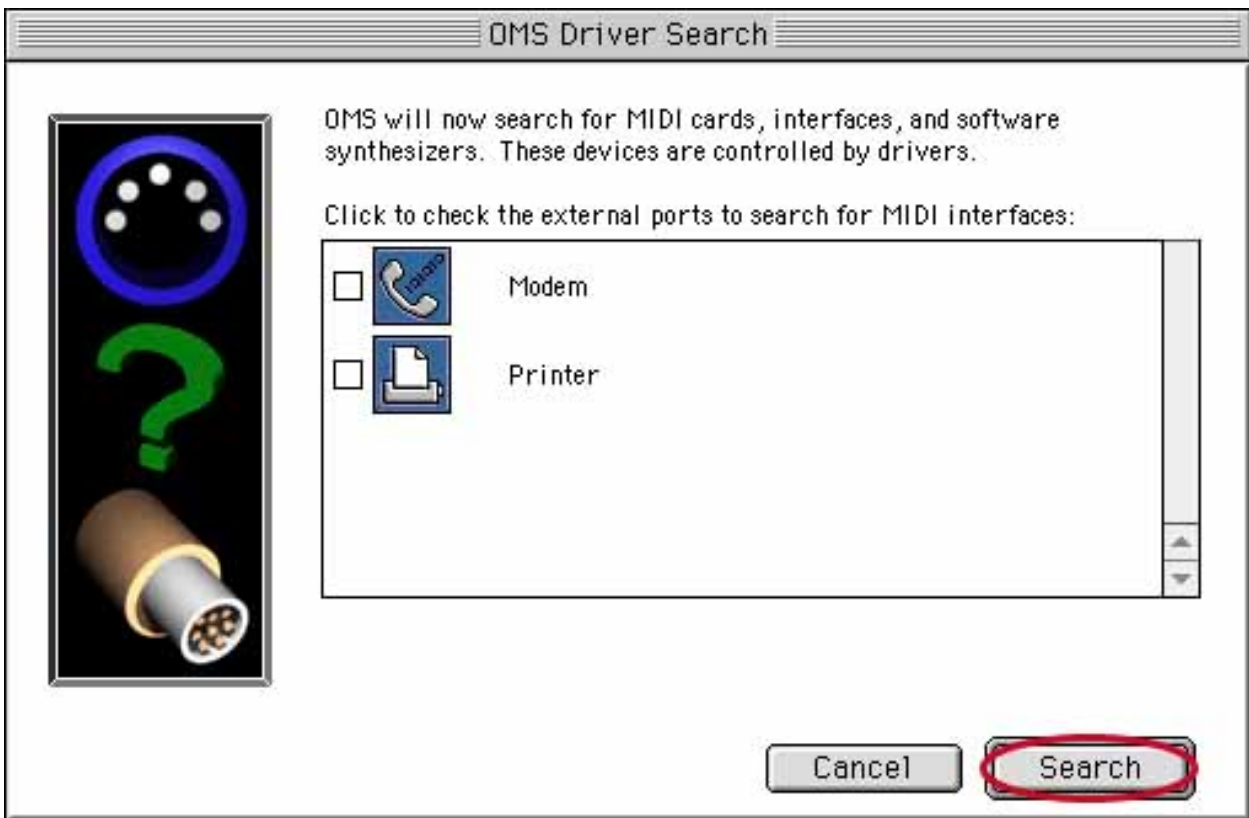 OMS Driver Search
OMS will now search for MIDI cards, interfaces, and software
synthesizers. These devices are controlled by drivers.
Click to check the external ports to search for MIDI interfaces:
Modem
Printer
Cancel
Search